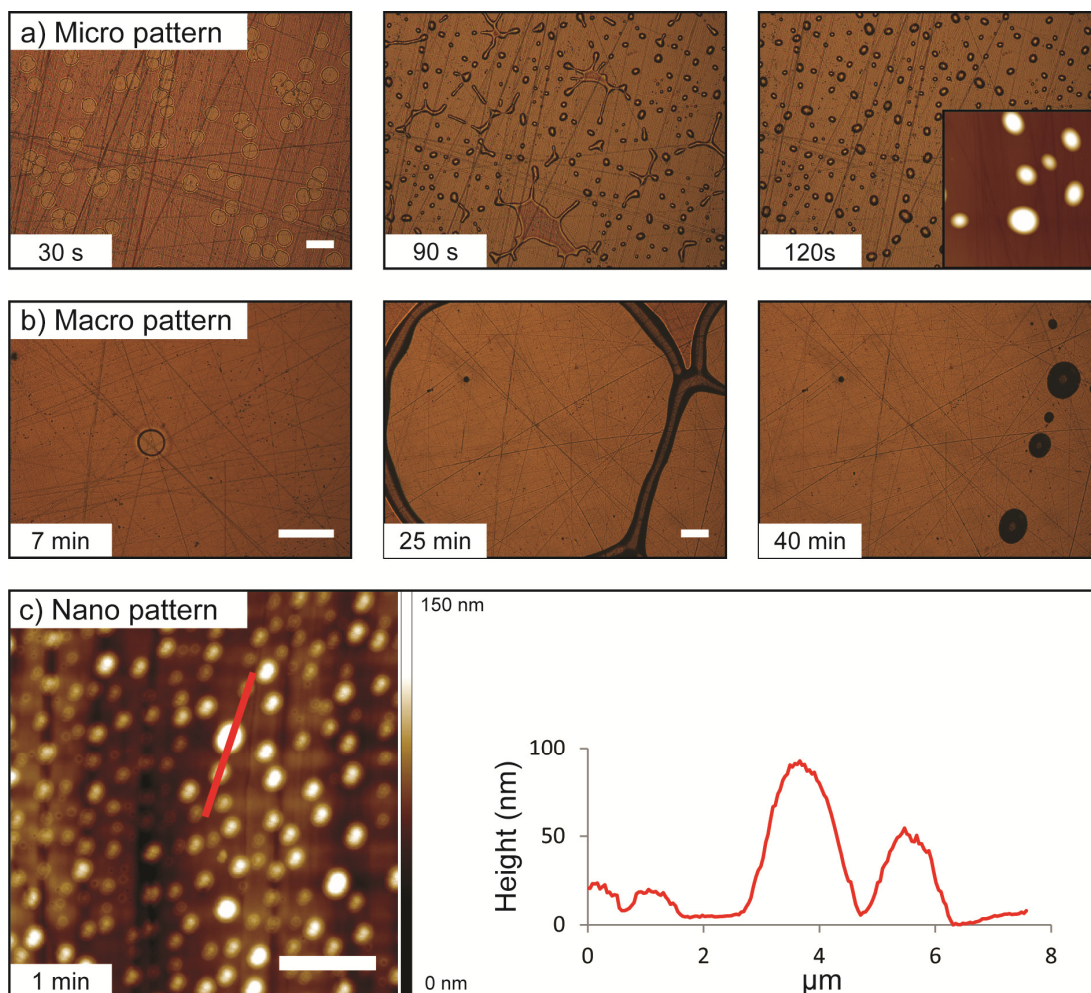 a) Micro pattern
30 s
90 s
120s
b) Macro pattern
7 min
25 min
40 min
c) Nano pattern
150 nm
1 min
0 nm
Height (nm)
100
50
0
0 2 4 6 8
µm